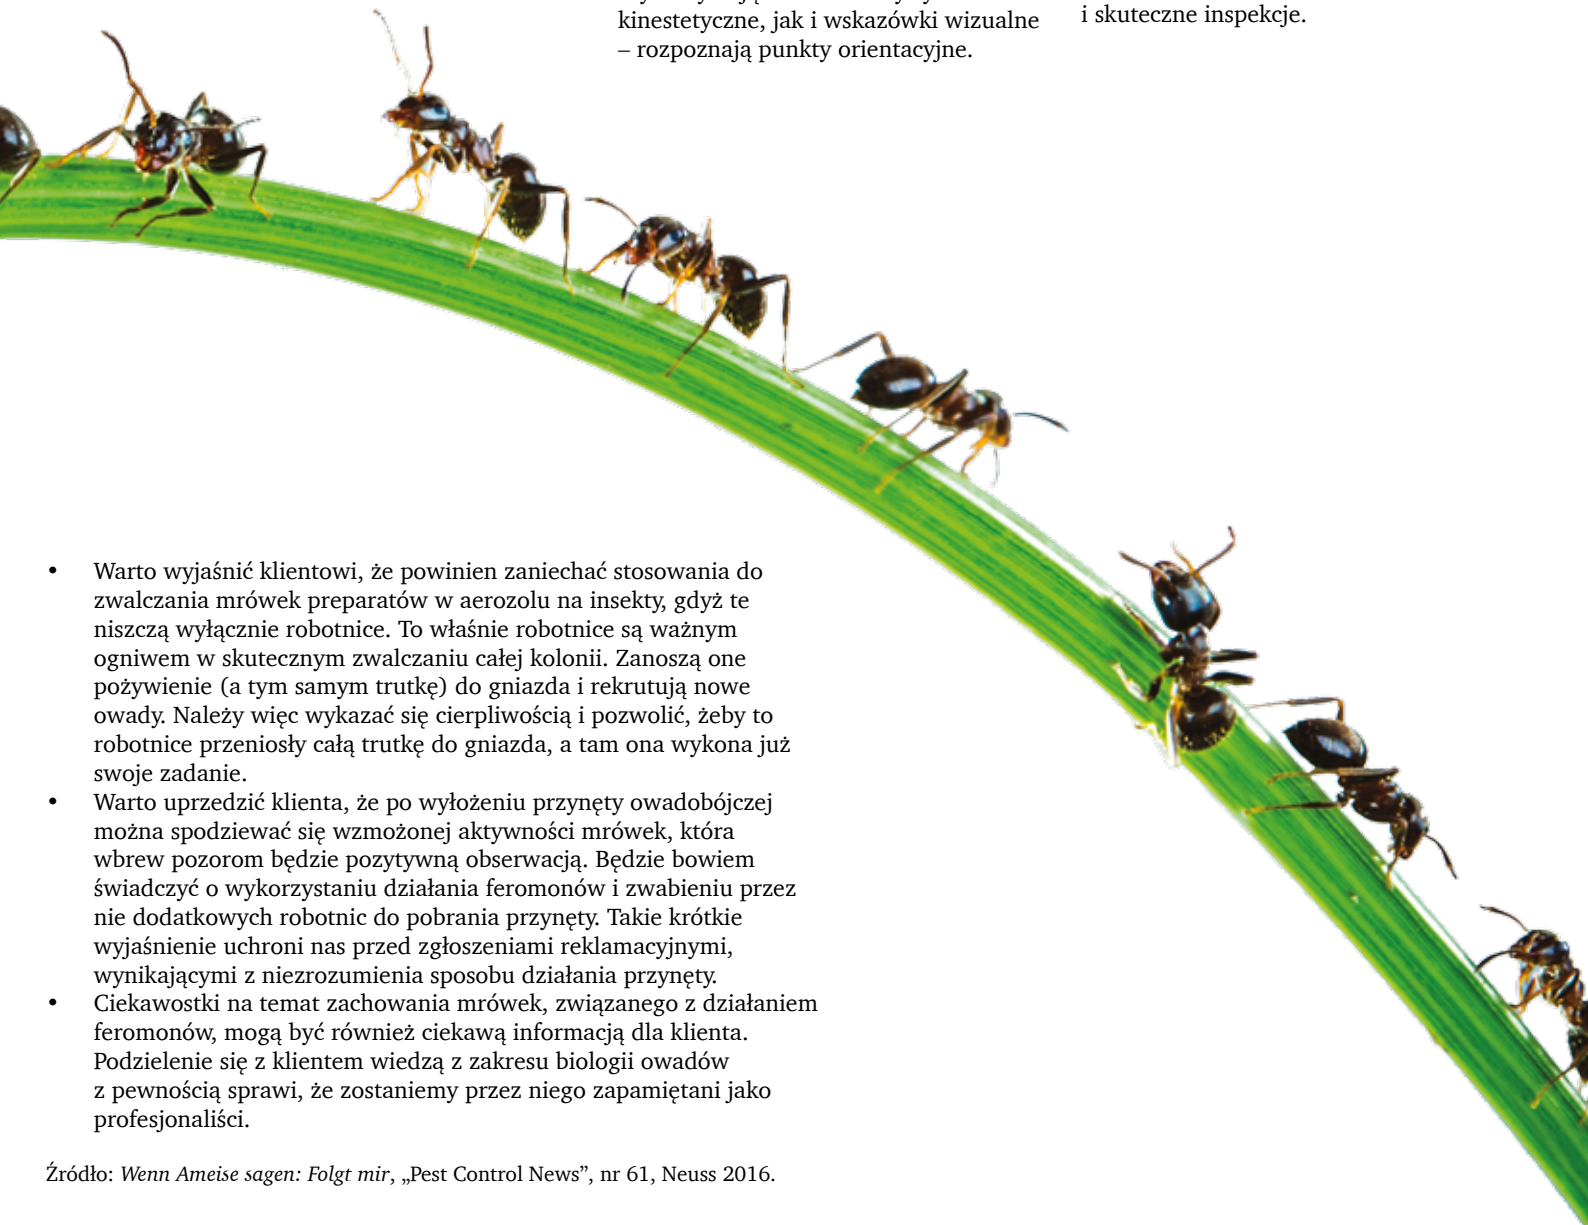 kinestetyczne, jak i wskazówki wizualne
– rozpoznają punkty orientacyjne.
i skuteczne inspekcje.
• Warto wyjaśnić klientowi, że powinien zaniechać stosowania do
zwalczania mrówek preparatów w aerozolu na insekty, gdyż te
niszczą wyłącznie robotnice. To właśnie robotnice są ważnym
ogniwem w skutecznym zwalczaniu całej kolonii. Zanoszą one
pożywienie (a tym samym trutkę) do gniazda i rekrutują nowe
owady. Należy więc wykazać się cierpliwością i pozwolić, żeby to
robotnice przeniosły całą trutkę do gniazda, a tam ona wykona już
swoje zadanie.
• Warto uprzedzić klienta, że po wyłożeniu przynęty owadobójczej
można spodziewać się wzmożonej aktywności mrówek, która
wbrew pozorom będzie pozytywną obserwacją. Będzie bowiem
świadczyć o wykorzystaniu działania feromonów i zwabieniu przez
nie dodatkowych robotnic do pobrania przynęty. Takie krótkie
wyjaśnienie uchroni nas przed zgłoszeniami reklamacyjnymi,
wynikającymi z niezrozumienia sposobu działania przynęty.
• Ciekawostki na temat zachowania mrówek, związanego z działaniem
feromonów, mogą być również ciekawą informacją dla klienta.
Podzielenie się z klientem wiedzą z zakresu biologii owadów
z pewnością sprawi, że zostaniemy przez niego zapamiętani jako
profesjonaliści.
Źródło: Wenn Ameise sagen: Folgt mir, „Pest Control News”, nr 61, Neuss 2016.